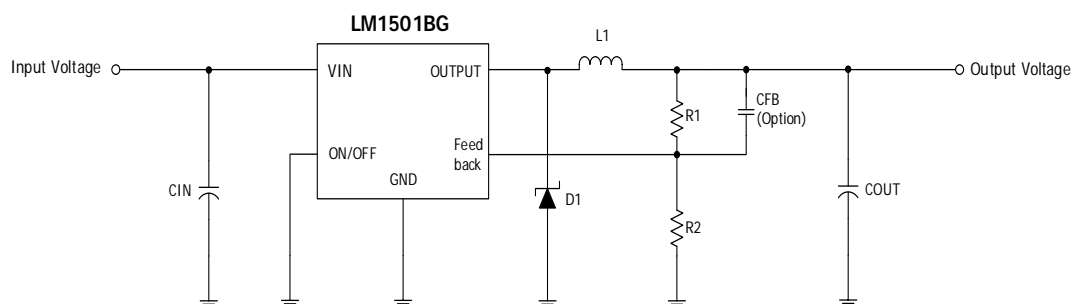 LM1501BG
L1
Input Voltage
VIN
OUTPUT
Output Voltage
CFB
(Option)
R1
ON/OFF
Feed
back
GND
CIN
D1
COUT
R2